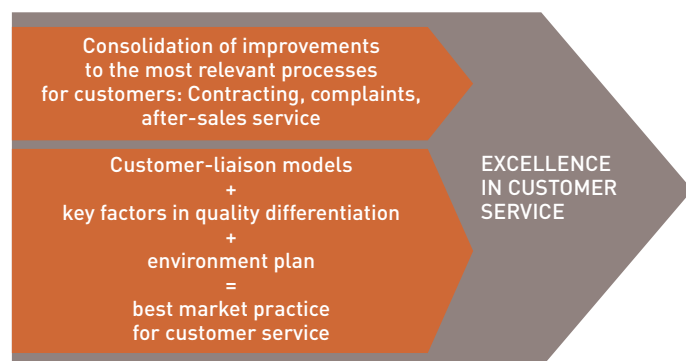 Consolidation of improvements
to the most relevant processes
for customers: Contracting, complaints,
after-sales service
Customer-liaison models
+
key factors in quality differentiation
+
environment plan
=
best market practice
for customer service
EXCELLENCE
IN CUSTOMER
SERVICE